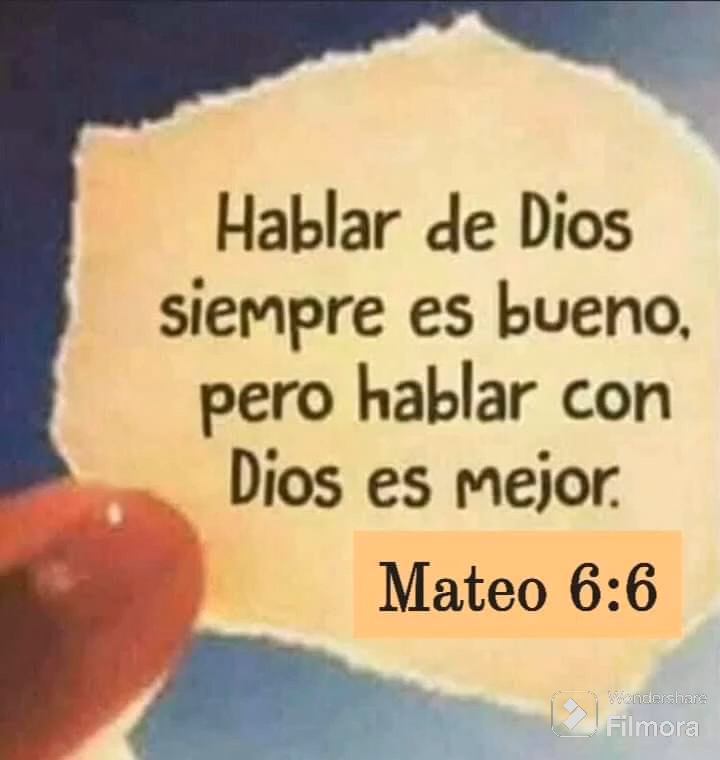 Hablar de Dios
siempre es bueno,
pero hablar con
Dios es mejor.
Mateo 6:6
Wondershare
Filmora